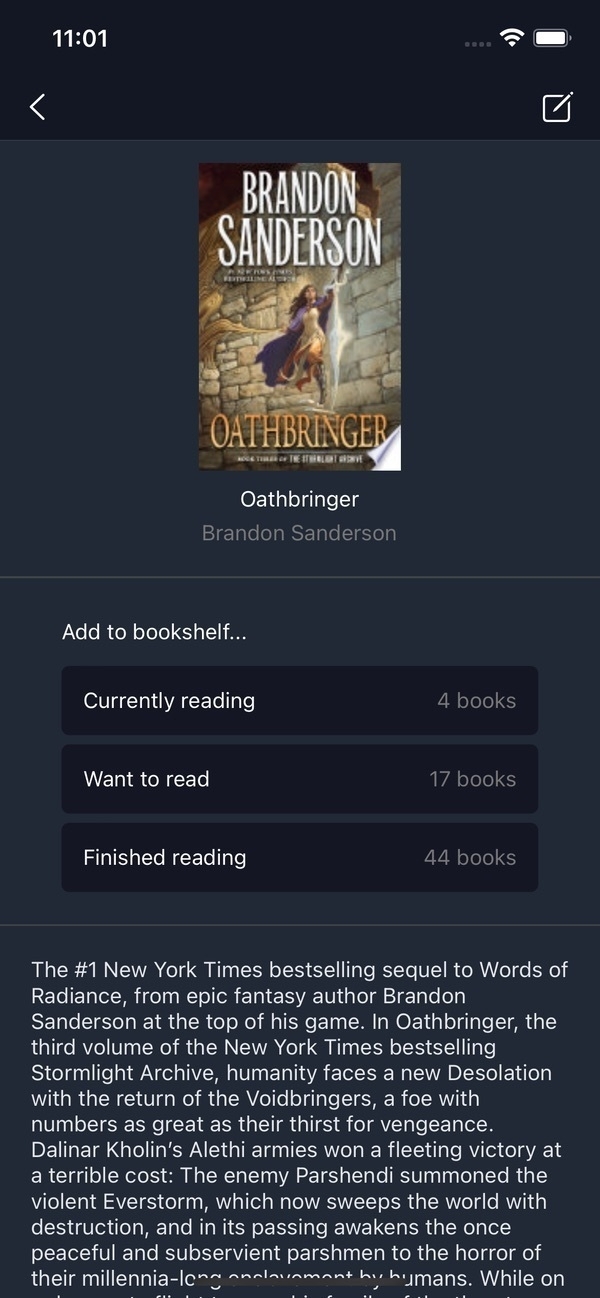 11:01
BRANDON
SANDERSON
#1 NEW YORK TIMES
BESTSELLING AUTHOR
OATHBRINGER
BOOK THREE OF THE STORMLIGHT ARCHIVE
Oathbringer
Brandon Sanderson
Add to bookshelf...
Currently reading 4 books
Want to read 17 books
Finished reading 44 books
The #1 New York Times bestselling sequel to Words of
Radiance, from epic fantasy author Brandon
Sanderson at the top of his game. In Oathbringer, the
third volume of the New York Times bestselling
Stormlight Archive, humanity faces a new Desolation
with the return of the Voidbringers, a foe with
numbers as great as their thirst for vengeance.
Dalinar Kholin’s Alethi armies won a fleeting victory at
a terrible cost: The enemy Parshendi summoned the
violent Everstorm, which now sweeps the world with
destruction, and in its passing awakens the once
peaceful and subservient parshmen to the horror of
their millennia-long enslavement by humans. While on